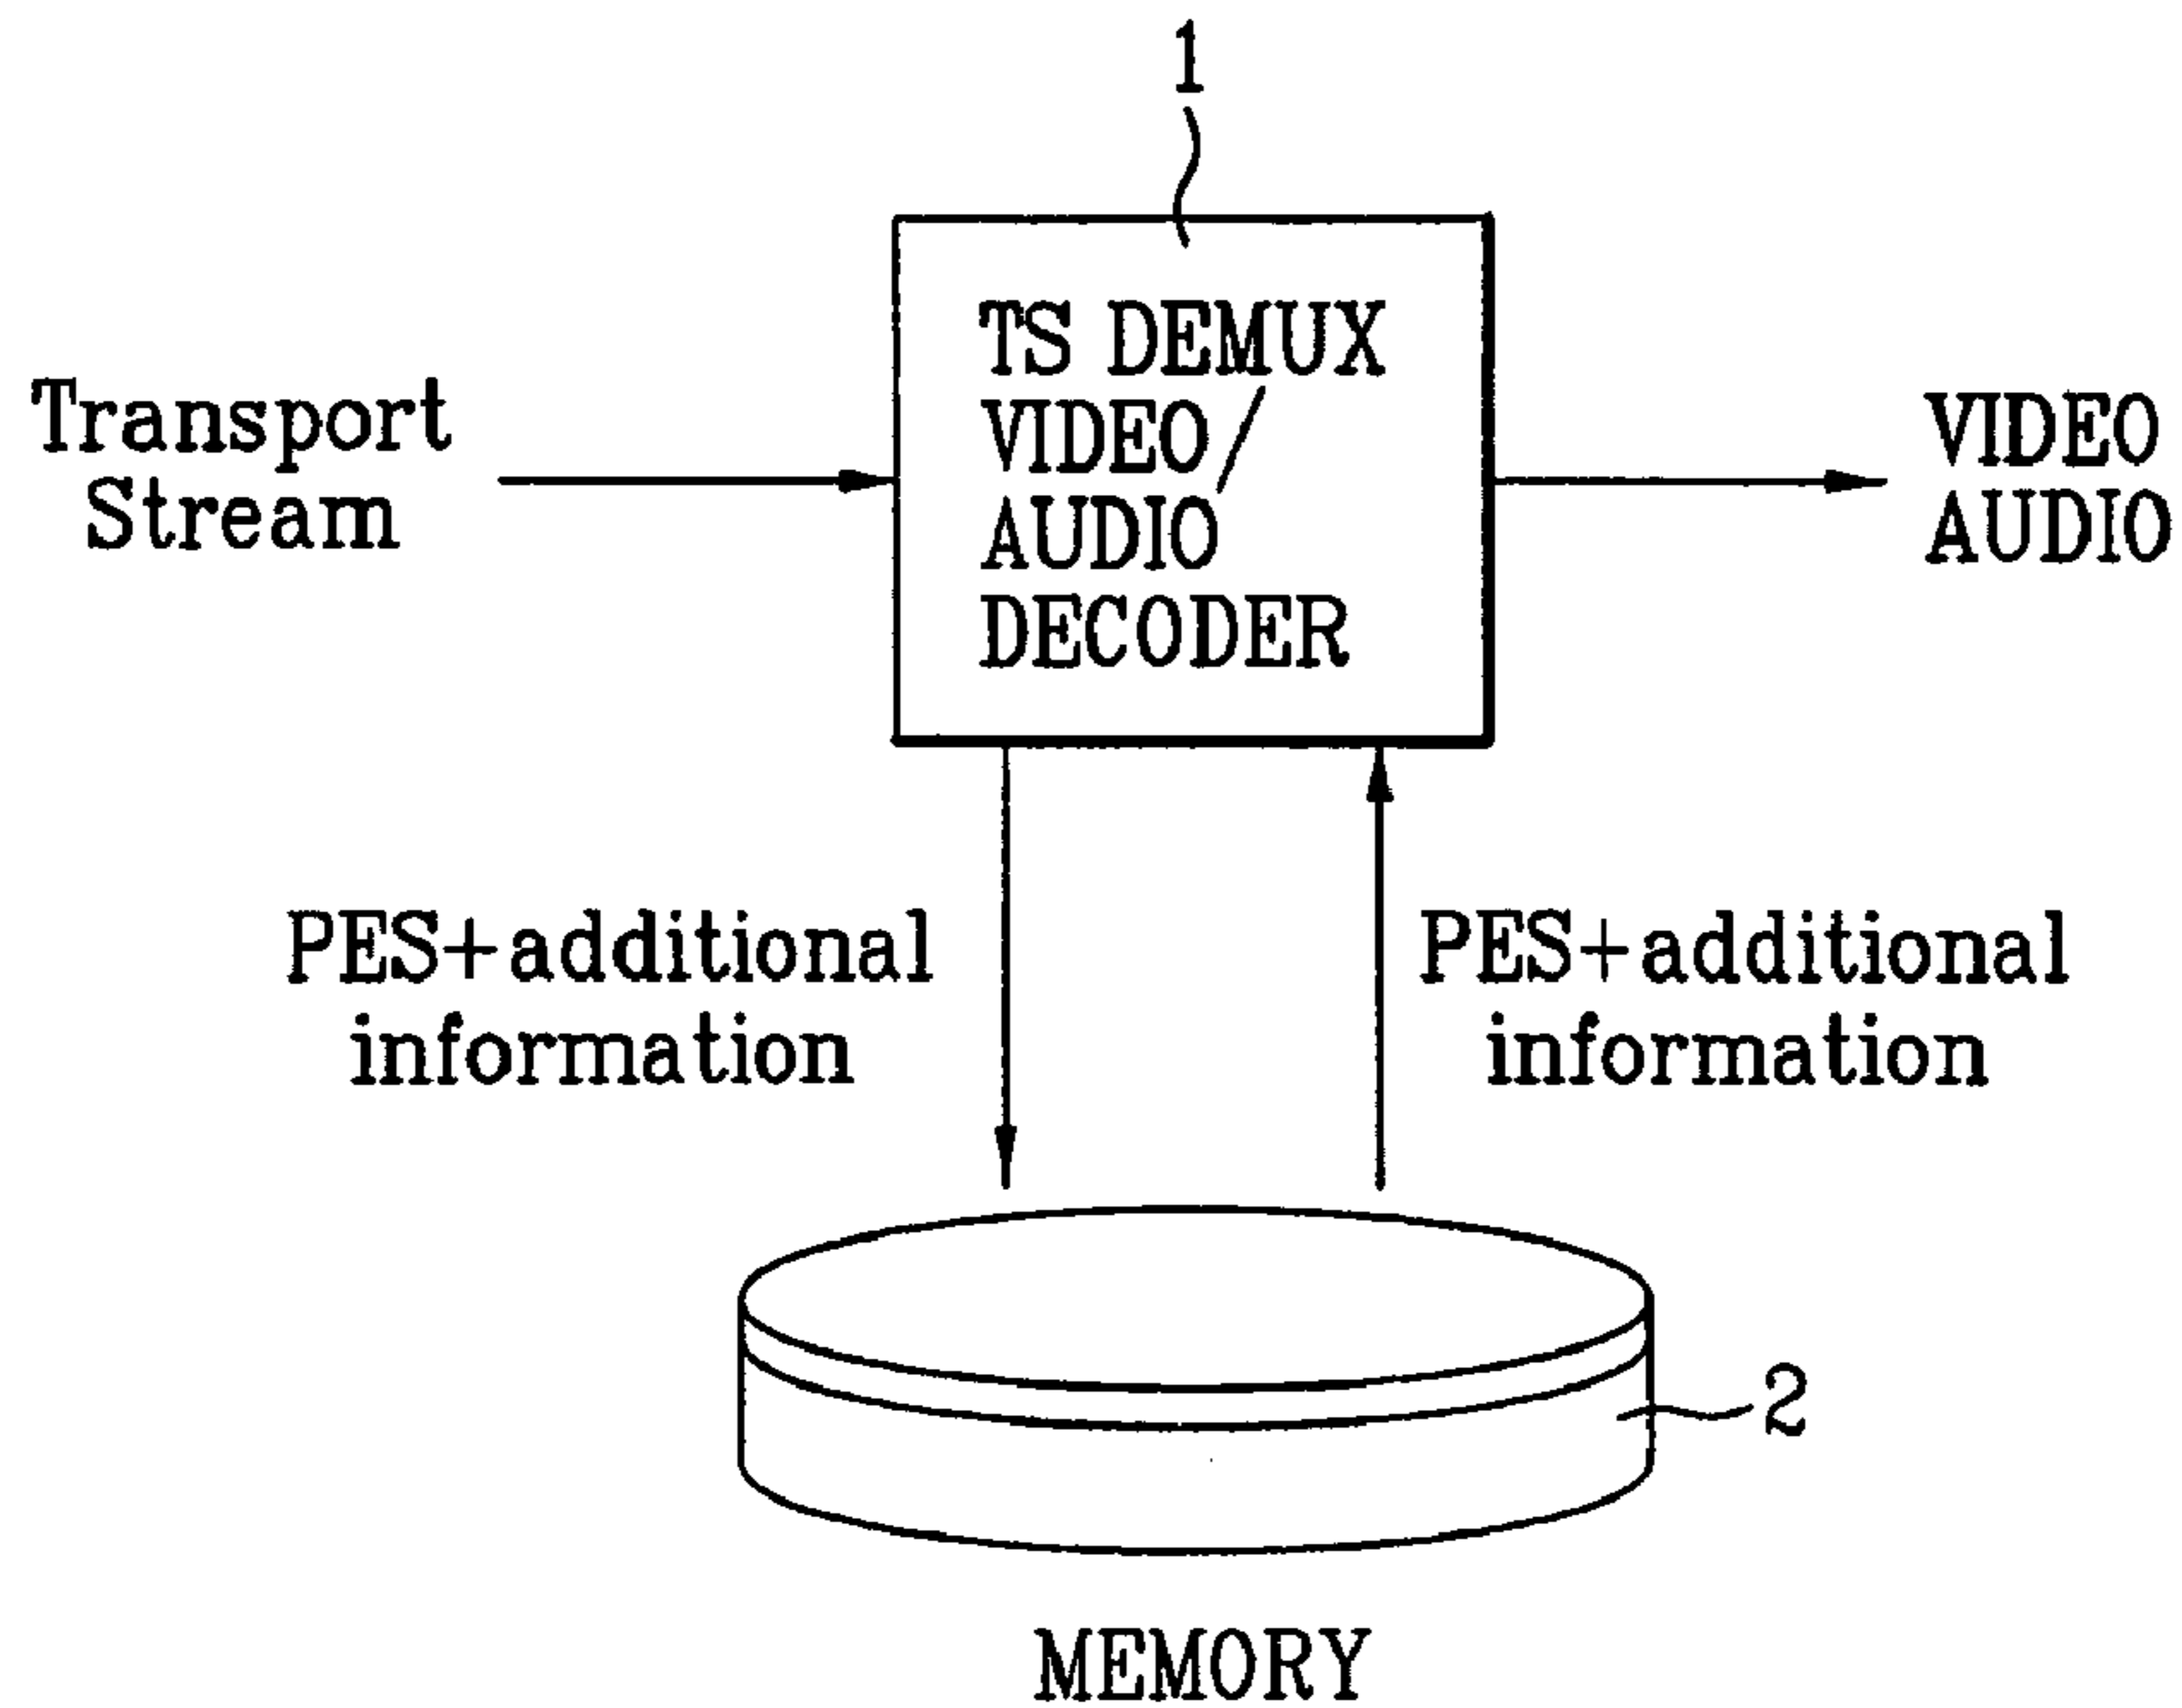 1
TS DEMUX
VIDEO/
AUDIO
DECODER
Transport
Stream
VIDEO
AUDIO
PES+additional
information
PES+additional
information
2
MEMORY